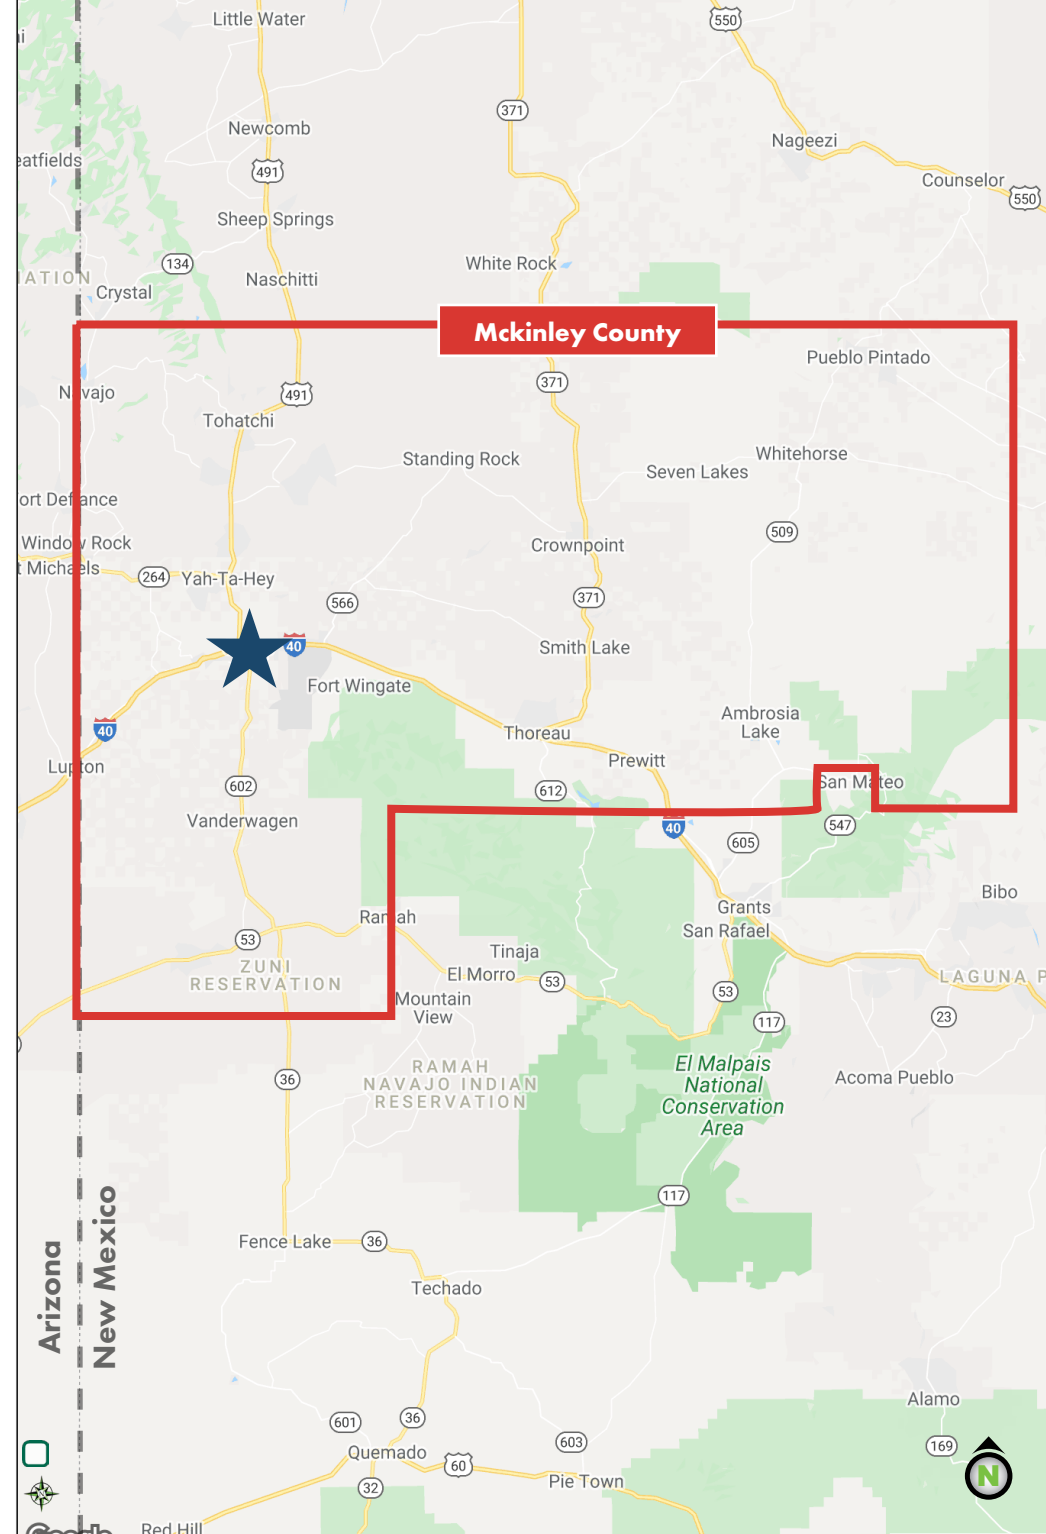 Little Water
550
371
Nageezi
Newcomb
491
eatfields
Counselor
550
Sheep Springs
134
White Rock
Naschitti
IATION
Crystal
Mckinley County
Pueblo Pintado
371
Navajo
491
Tohatchi
Whitehorse
Standing Rock
Seven Lakes
ort Defiance
509
Window Rock
Crownpoint
t Michaels
264
Yah-Ta-Hey
371
566
40
Smith Lake
Fort Wingate
Ambrosia
Lake
40
Thoreau
Prewitt
Lupton
San Mateo
602
612
Vanderwagen
40
547
605
Bibo
Grants
Ramah
San Rafael
53
Tinaja
ZUNI
RESERVATION
El Morro
53
LAGUNA P
53
Mountain
View
117
23
El Malpais
National
Conservation
Area
RAMAH
NAVAJO INDIAN
RESERVATION
36
Acoma Pueblo
117
Arizona
New Mexico
Fence Lake
36
Techado
Alamo
601
36
603
169
Quemado
60
N
32
Pie Town
Red Hill
Google